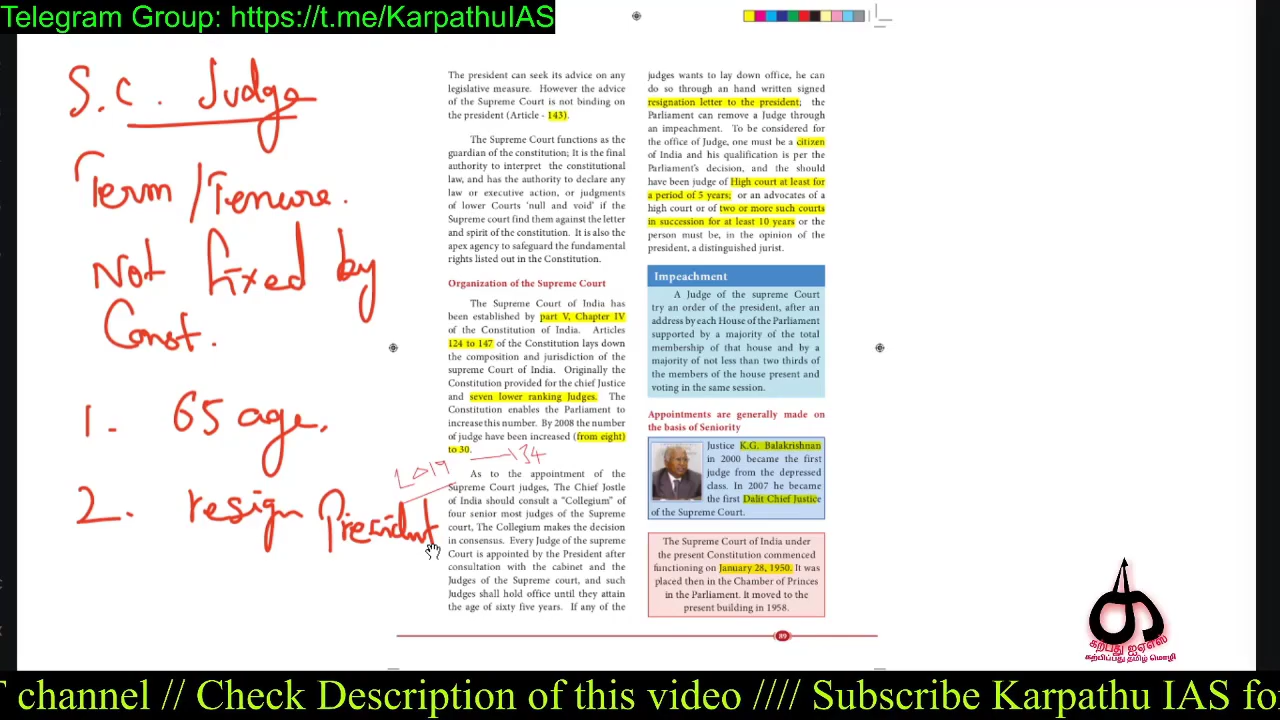 Telegram Group: https://t.me/KarpathuIAS
S.C. Judge
Term/Tenure.
Not fixed by
Const.
1. 65 age.
2. resign President
The president can seek its advice on any
legislative measure. However the advice
of the Supreme Court is not binding on
the president (Article - 143).
The Supreme Court functions as the
guardian of the constitution; It is the final
authority to interpret the constitutional
law, and has the authority to declare any
law or executive action, or judgments
of lower Courts 'null and void' if the
Supreme court find them against the letter
and spirit of the constitution. It is also the
apex agency to safeguard the fundamental
rights listed out in the Constitution.
Organization of the Supreme Court
The Supreme Court of India has
been established by part V, Chapter IV
of the Constitution of India. Articles
124 to 147 of the Constitution lays down
the composition and jurisdiction of the
supreme Court of India. Originally the
Constitution provided for the chief Justice
and seven lower ranking Judges. The
Constitution enables the Parliament to
increase this number. By 2008 the number
of judge have been increased (from eight)
to 30.
2019 34
As to the appointment of the
Supreme Court judges, The Chief Jostle
of India should consult a "Collegium" of
four senior most judges of the Supreme
court, The Collegium makes the decision
in consensus. Every Judge of the supreme
Court is appointed by the President after
consultation with the cabinet and the
Judges of the Supreme court, and such
Judges shall hold office until they attain
the age of sixty five years. If any of the
judges wants to lay down office, he can
do so through an hand written signed
resignation letter to the president; the
Parliament can remove a Judge through
an impeachment. To be considered for
the office of Judge, one must be a citizen
of India and his qualification is per the
Parliament's decision, and the should
have been judge of High court at least for
a period of 5 years; or an advocates of a
high court or of two or more such courts
in succession for at least 10 years or the
person must be, in the opinion of the
president, a distinguished jurist.
Impeachment
A Judge of the supreme Court
try an order of the president, after an
address by each House of the Parliament
supported by a majority of the total
membership of that house and by a
majority of not less than two thirds of
the members of the house present and
voting in the same session.
Appointments are generally made on
the basis of Seniority
Justice K.G. Balakrishnan
in 2000 became the first
judge from the depressed
class. In 2007 he became
the first Dalit Chief Justice
of the Supreme Court.
The Supreme Court of India under
the present Constitution commenced
functioning on January 28, 1950. It was
placed then in the Chamber of Princes
in the Parliament. It moved to the
present building in 1958.
89
கற்பது ஐஏஎஸ்
கற்பிப்பது தமிழ் மொழி
T channel // Check Description of this video //// Subscribe Karpathu IAS fo